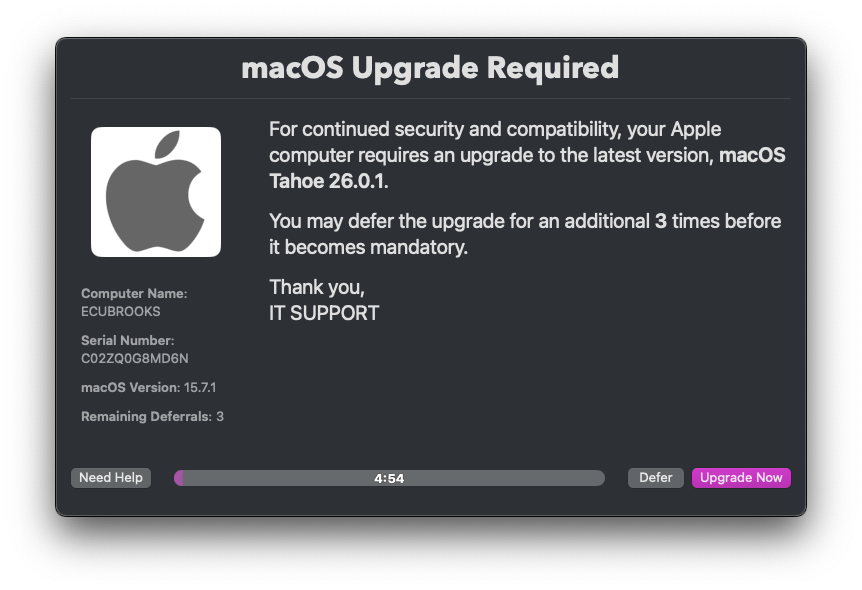 macOS Upgrade Required
For continued security and compatibility, your Apple
computer requires an upgrade to the latest version, macOS
Tahoe 26.0.1.
You may defer the upgrade for an additional 3 times before
it becomes mandatory.
Thank you,
IT SUPPORT
Computer Name:
ECUBROOKS
Serial Number:
C02ZQ0G8MD6N
macOS Version: 15.7.1
Remaining Deferrals: 3
Need Help
4:54
Defer
Upgrade Now